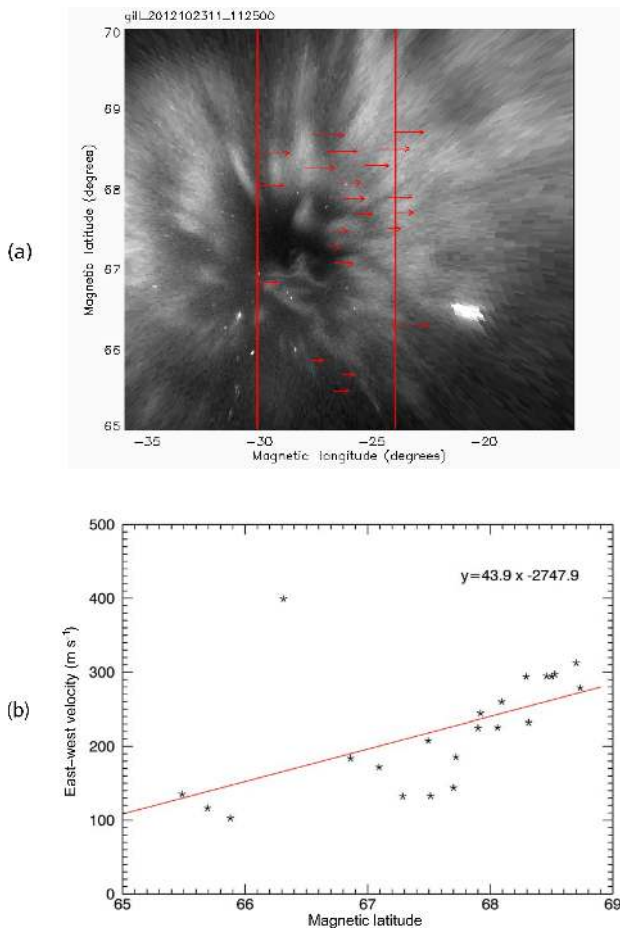 gill_2012102311_112500
(a)
Magnetic latitude (degrees)
70
69
68
67
66
65
-35 -30 -25 -20
Magnetic longitude (degrees)
(b)
East-west velocity (m s⁻¹)
500
400
300
200
100
0
y=43.9 x -2747.9
65 66 67 68 69
Magnetic latitude